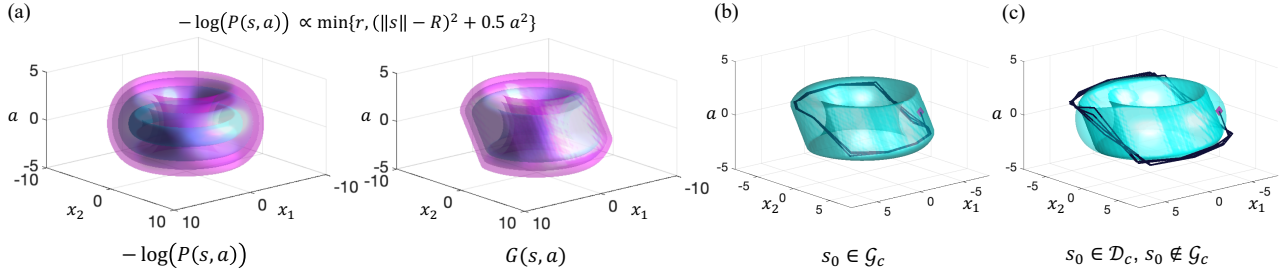 (a)
− log(P(s, a)) ∝ min{r, (‖s‖ − R)² + 0.5 a²}
(b)
(c)
5
0
-5
-10
0
10
10
0
-10
a
x₂
x₁
− log(P(s, a))
5
0
-5
-10
0
10
10
0
-10
a
x₂
x₁
G(s, a)
5
0
-5
-5
0
5
5
0
-5
a
x₂
x₁
s₀ ∈ 𝒢_c
5
0
-5
-5
0
5
5
0
-5
a
x₂
x₁
s₀ ∈ 𝒟_c, s₀ ∉ 𝒢_c